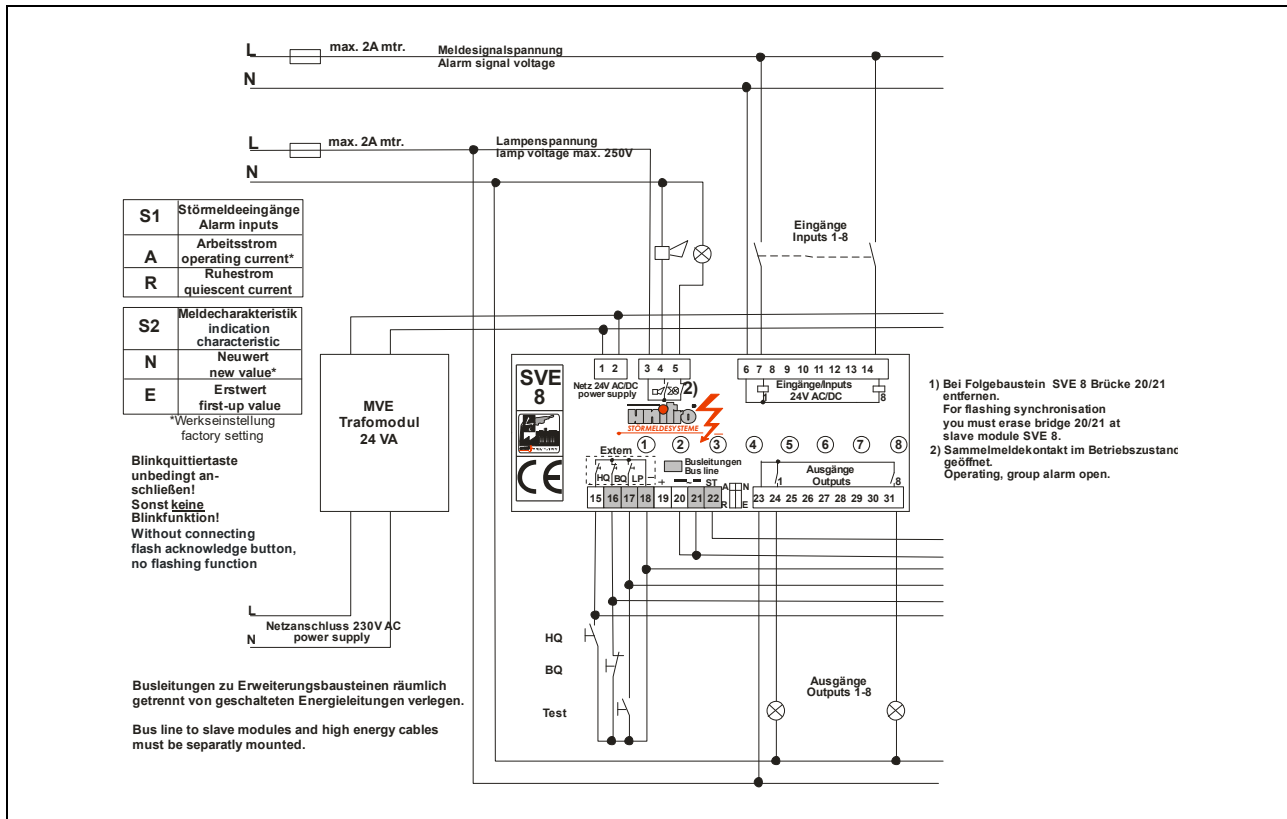 L
max. 2A mtr.
Meldesignalspannung
Alarm signal voltage
N
L
max. 2A mtr.
Lampenspannung
lamp voltage max. 250V
N
S1
Störmeldeeingänge
Alarm inputs
A
Arbeitsstrom
operating current*
R
Ruhestrom
quiescent current
S2
Meldecharakteristik
indication
characteristic
N
Neuwert
new value*
E
Erstwert
first-up value
*Werkseinstellung
factory setting
Eingänge
Inputs 1-8
MVE
Trafomodul
24 VA
SVE
8
1 2
3 4 5
6 7 8 9 10 11 12 13 14
Netz 24V AC/DC
power supply
2)
1
Eingänge/Inputs
24V AC/DC
8
unitro
STÖRMELDESYSTEME
1 2 3 4 5 6 7 8
Extern
HQ BQ LP
Busleitungen
Bus line
Ausgänge
Outputs
1
8
+
ST
A N
R E
15 16 17 18 19 20 21 22
23 24 25 26 27 28 29 30 31
CE
1) Bei Folgebaustein SVE 8 Brücke 20/21
entfernen.
For flashing synchronisation
you must erase bridge 20/21 at
slave module SVE 8.
2) Sammelmeldekontakt im Betriebszustand
geöffnet.
Operating, group alarm open.
Blinkquittiertaste
unbedingt an-
schließen!
Sonst keine
Blinkfunktion!
Without connecting
flash acknowledge button,
no flashing function
L
Netzanschluss 230V AC
power supply
N
HQ
BQ
Test
Ausgänge
Outputs 1-8
Busleitungen zu Erweiterungsbausteinen räumlich
getrennt von geschalteten Energieleitungen verlegen.
Bus line to slave modules and high energy cables
must be separatly mounted.